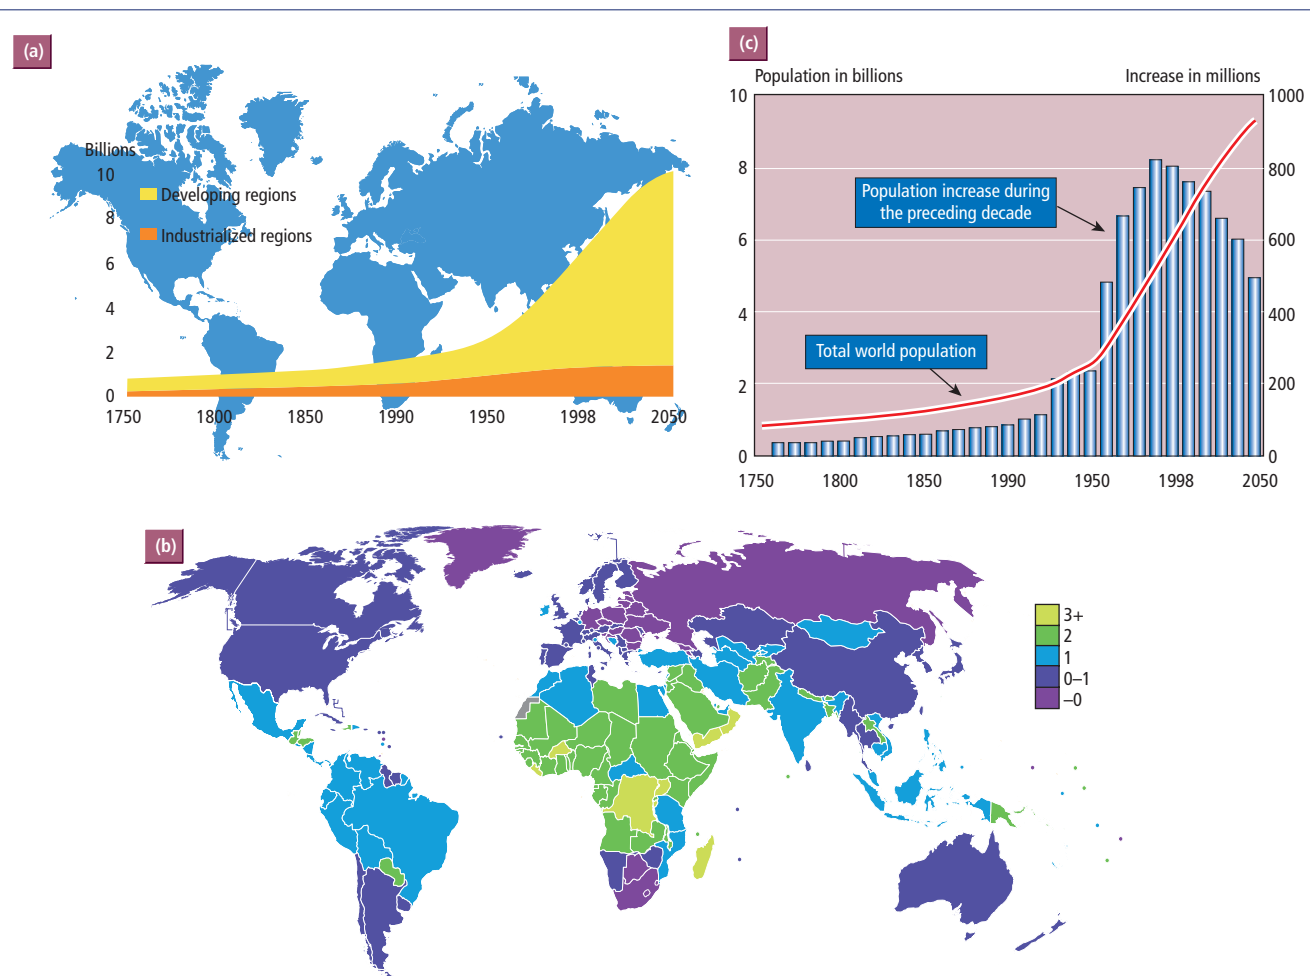 (a)
Billions
10
8
6
4
2
0
Developing regions
Industrialized regions
1750 1800 1850 1990 1950 1998 2050
(c)
Population in billions
Increase in millions
10
8
6
4
2
0
1000
800
600
400
200
0
Population increase during
the preceding decade
Total world population
1750 1800 1850 1990 1950 1998 2050
(b)
3+
2
1
0–1
–0